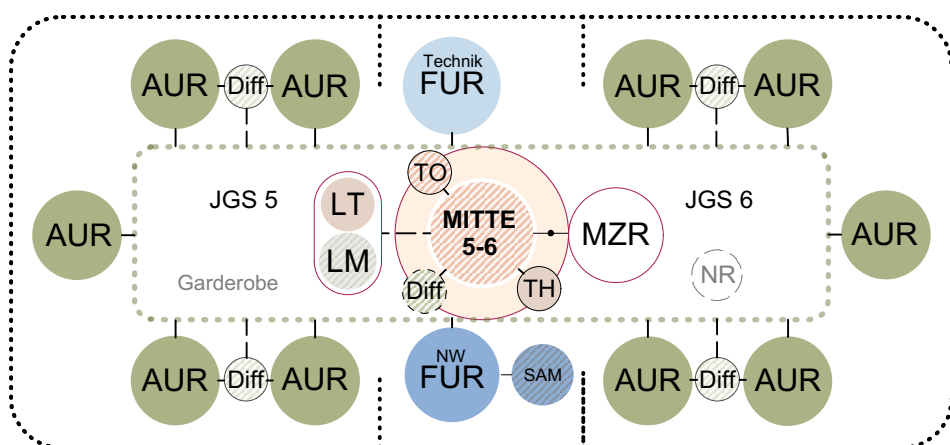 AUR Diff AUR
Technik
FUR
AUR Diff AUR
TO
JGS 5
JGS 6
LT
MITTE
5-6
MZR
AUR
AUR
LM
Garderobe
NR
Diff
TH
AUR Diff AUR
NW
FUR
SAM
AUR Diff AUR